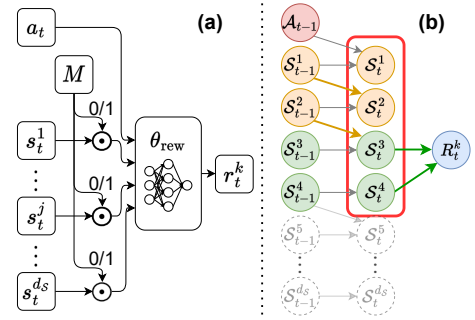 (a)
a_t
M
0/1
s_t^1
θ_rew
0/1
r_t^k
s_t^j
0/1
s_t^{d_S}
(b)
𝒜_{t-1}
𝒮_{t-1}^1 𝒮_t^1
𝒮_{t-1}^2 𝒮_t^2
𝒮_{t-1}^3 𝒮_t^3 R_t^k
𝒮_{t-1}^4 𝒮_t^4
𝒮_{t-1}^5 𝒮_t^5
𝒮_{t-1}^{d_S} 𝒮_t^{d_S}